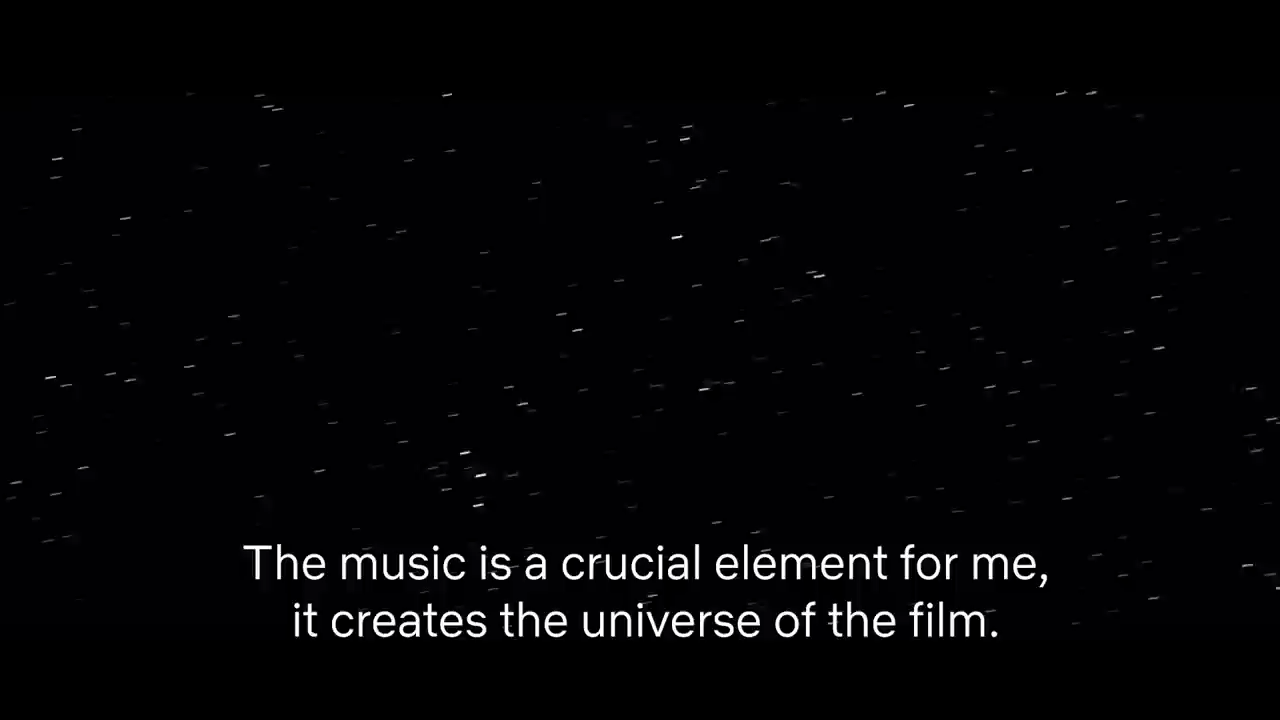 The music is a crucial element for me,
it creates the universe of the film.